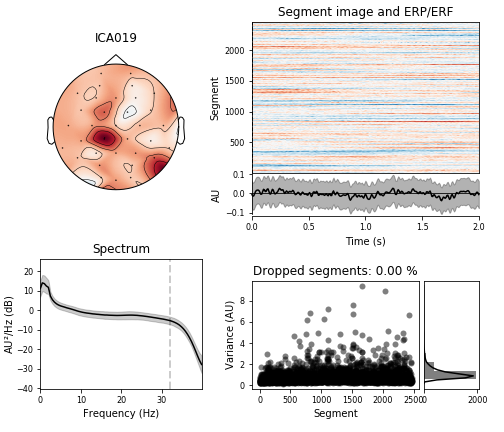 Segment image and ERP/ERF
ICA019
2000
1500
1000
500
Segment
0.1
0.0
−0.1
AU
0.0 0.5 1.0 1.5 2.0
Time (s)
Spectrum
20
10
0
−10
−20
−30
−40
AU²/Hz (dB)
0 10 20 30
Frequency (Hz)
Dropped segments: 0.00 %
8
6
4
2
0
Variance (AU)
0 500 1000 1500 2000 2500 0 2000
Segment